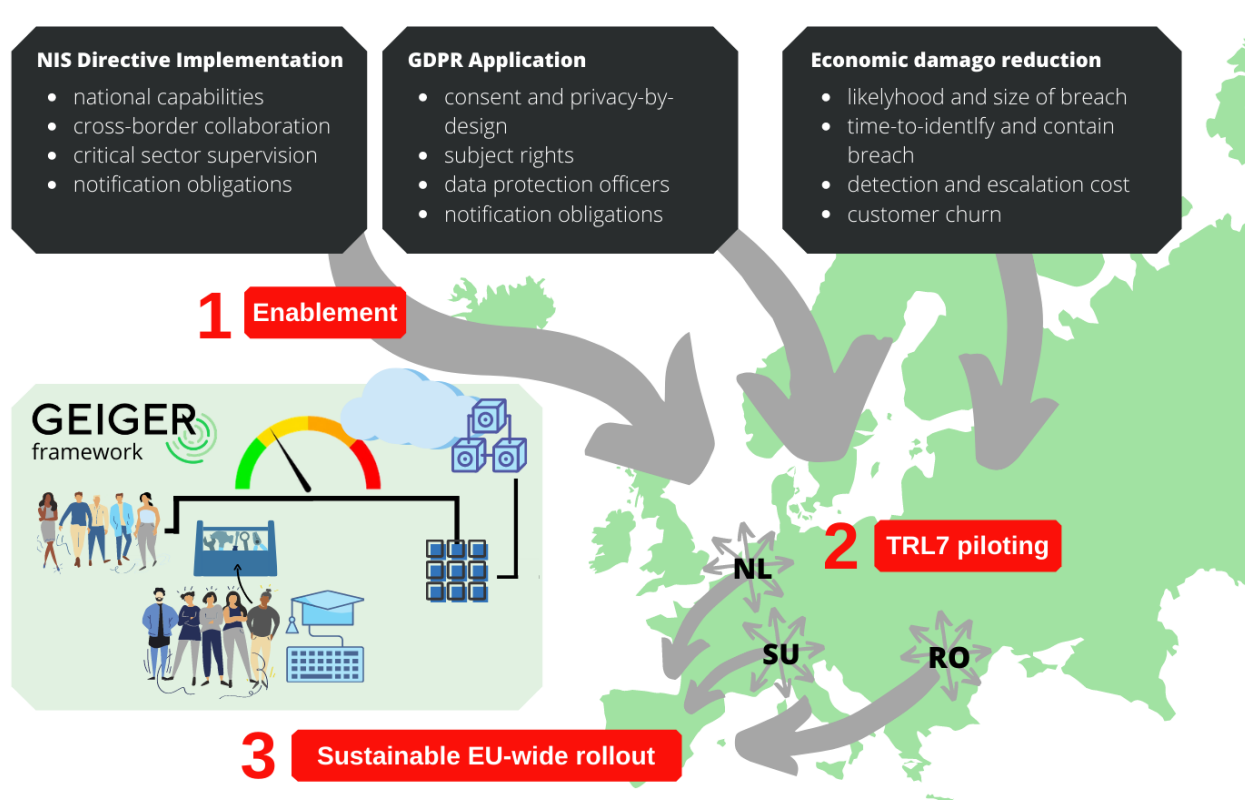 NIS Directive Implementation
national capabilities
cross-border collaboration
critical sector supervision
notification obligations
GDPR Application
consent and privacy-by-
design
subject rights
data protection officers
notification obligations
Economic damago reduction
likelyhood and size of breach
time-to-identlfy and contain
breach
detection and escalation cost
customer churn
1 Enablement
GEIGER
framework
2 TRL7 piloting
NL
SU
RO
3 Sustainable EU-wide rollout